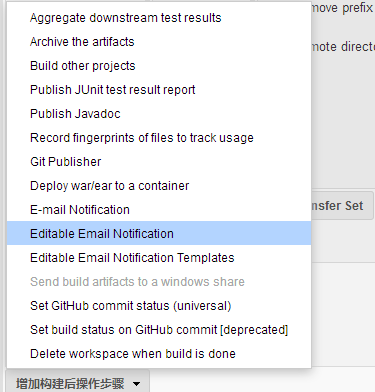 Aggregate downstream test results
move prefix
Archive the artifacts
mote direc
Build other projects
Publish JUnit test result report
Publish Javadoc
Record fingerprints of files to track usage
Git Publisher
Deploy war/ear to a container
E-mail Notification
nsfer Set
Editable Email Notification
Editable Email Notification Templates
Send build artifacts to a windows share
Set GitHub commit status (universal)
Set build status on GitHub commit [deprecated]
Delete workspace when build is done
增加构建后操作步骤